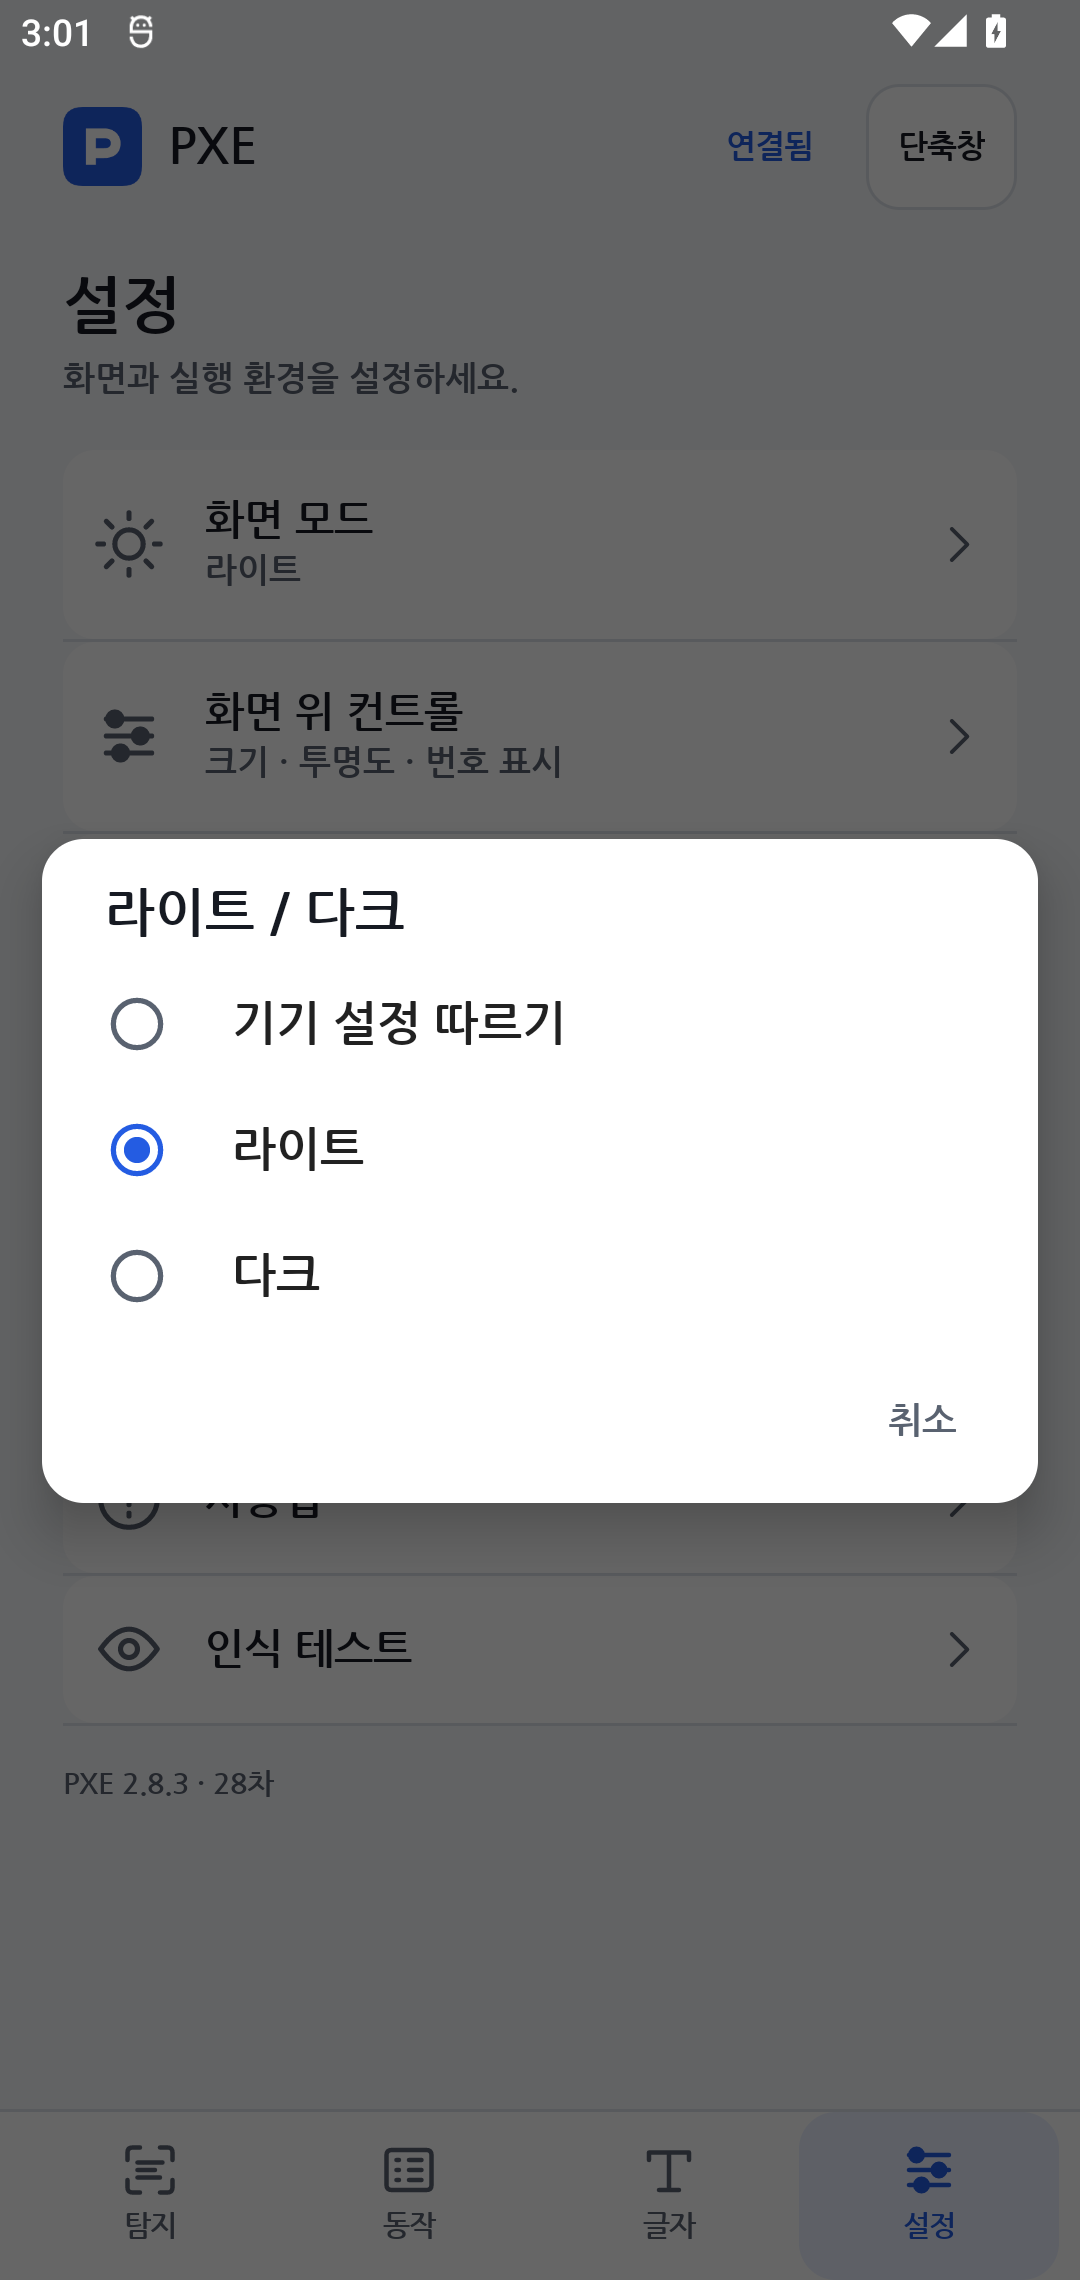 3:01
P PXE
연결됨
단축창
설정
화면과 실행 환경을 설정하세요.
화면 모드
라이트
화면 위 컨트롤
크기 · 투명도 · 번호 표시
라이트 / 다크
기기 설정 따르기
라이트
다크
취소
인식 테스트
PXE 2.8.3 · 28차
탐지
동작
글자
설정